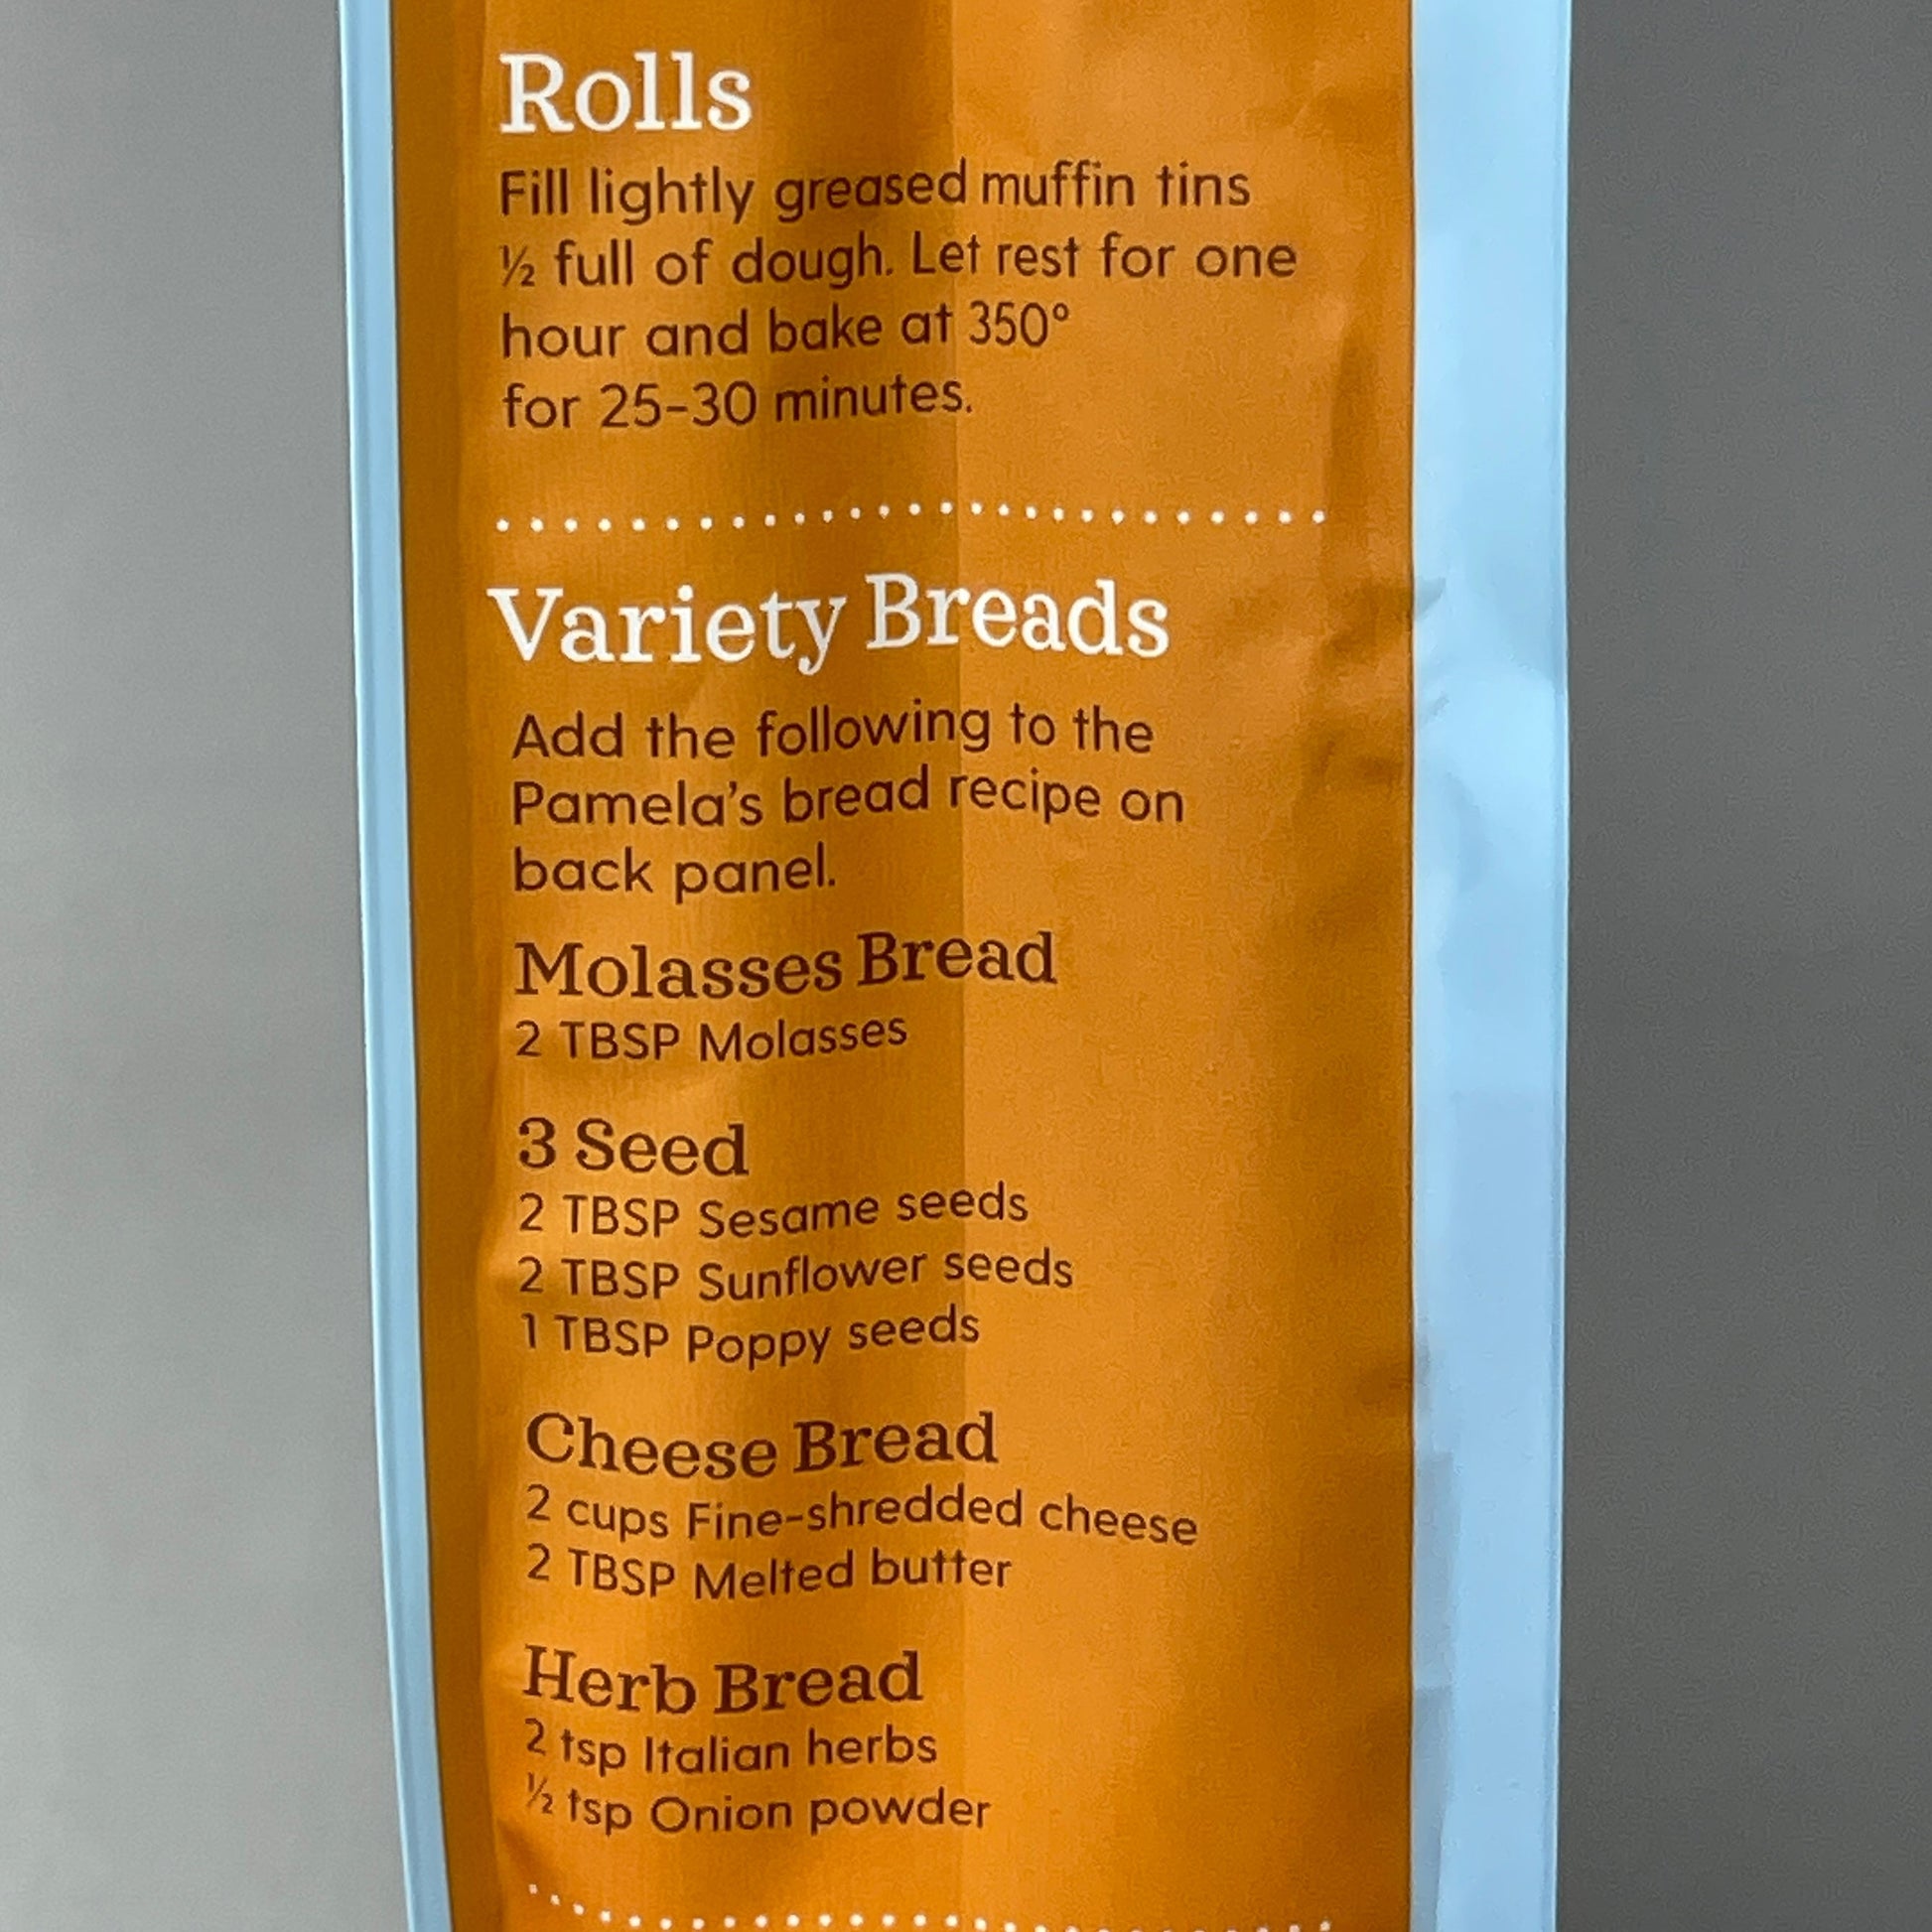 Rolls
Fill lightly greased muffin tins
½ full of dough. Let rest for one
hour and bake at 350°
for 25-30 minutes.
Variety Breads
Add the following to the
Pamela's bread recipe on
back panel.
Molasses Bread
2 TBSP Molasses
3 Seed
2 TBSP Sesame seeds
2 TBSP Sunflower seeds
1 TBSP Poppy seeds
Cheese Bread
2 cups Fine-shredded cheese
2 TBSP Melted butter
Herb Bread
2 tsp Italian herbs
½ tsp Onion powder